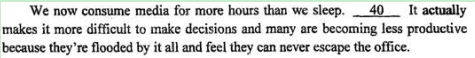 We now consume media for more hours than we sleep. 40 It actually
makes it more difficult to make decisions and many are becoming less productive
because they're flooded by it all and feel they can never escape the office.